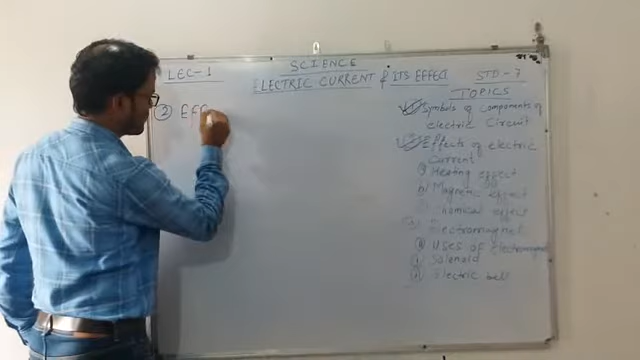 LEC-1
SCIENCE
ELECTRIC CURRENT & ITS EFFECT
STD-7
② EFF
TOPICS
Symbols of components of
electric Circuit
Effects of electric
Current
a) Heating effect
b) Magnetic effect
chemical effect
Electromagnet
Uses of electromagnet
i) Solenoid
ii) Electric bell